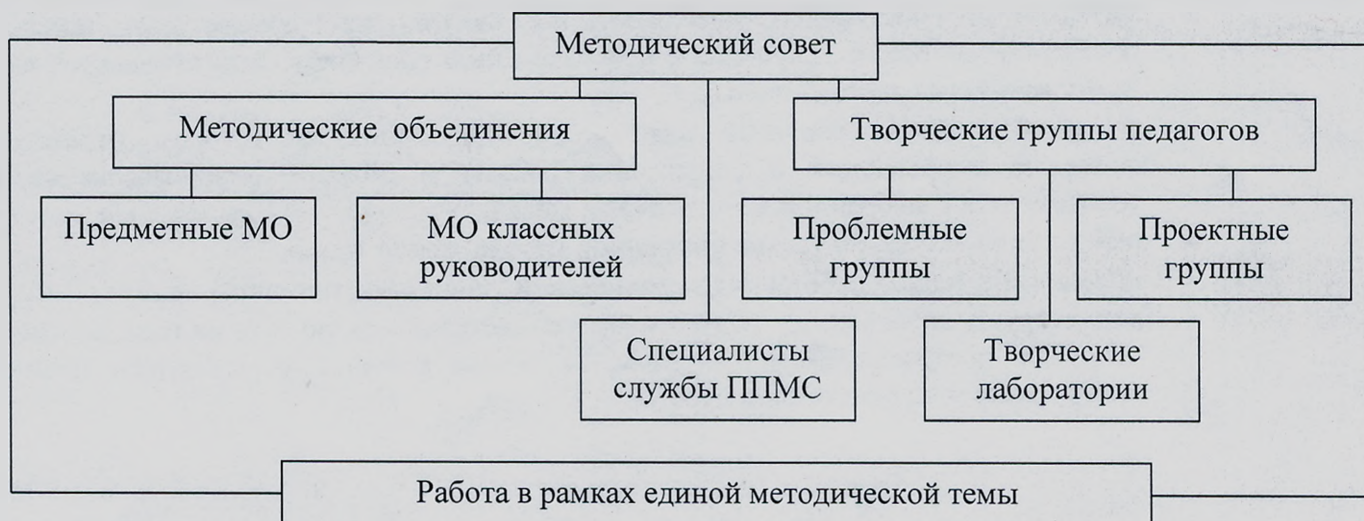 Методический совет
Методические объединения
Творческие группы педагогов
Предметные МО
МО классных
руководителей
Проблемные
группы
Проектные
группы
Специалисты
службы ППМС
Творческие
лаборатории
Работа в рамках единой методической темы